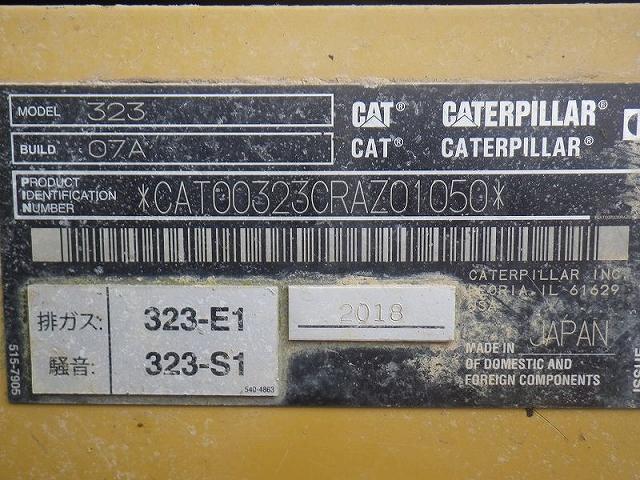 MODEL 323
BUILD 07A
CAT® CATERPILLAR®
CAT® CATERPILLAR®
PRODUCT
IDENTIFICATION
NUMBER
*CAT00323CRAZ01050*
CATERPILLAR INC.
PEORIA, IL 61629
USA
排ガス: 323-E1
騒音: 323-S1
540-4863
2018
MADE IN JAPAN
OF DOMESTIC AND
FOREIGN COMPONENTS
515-7905